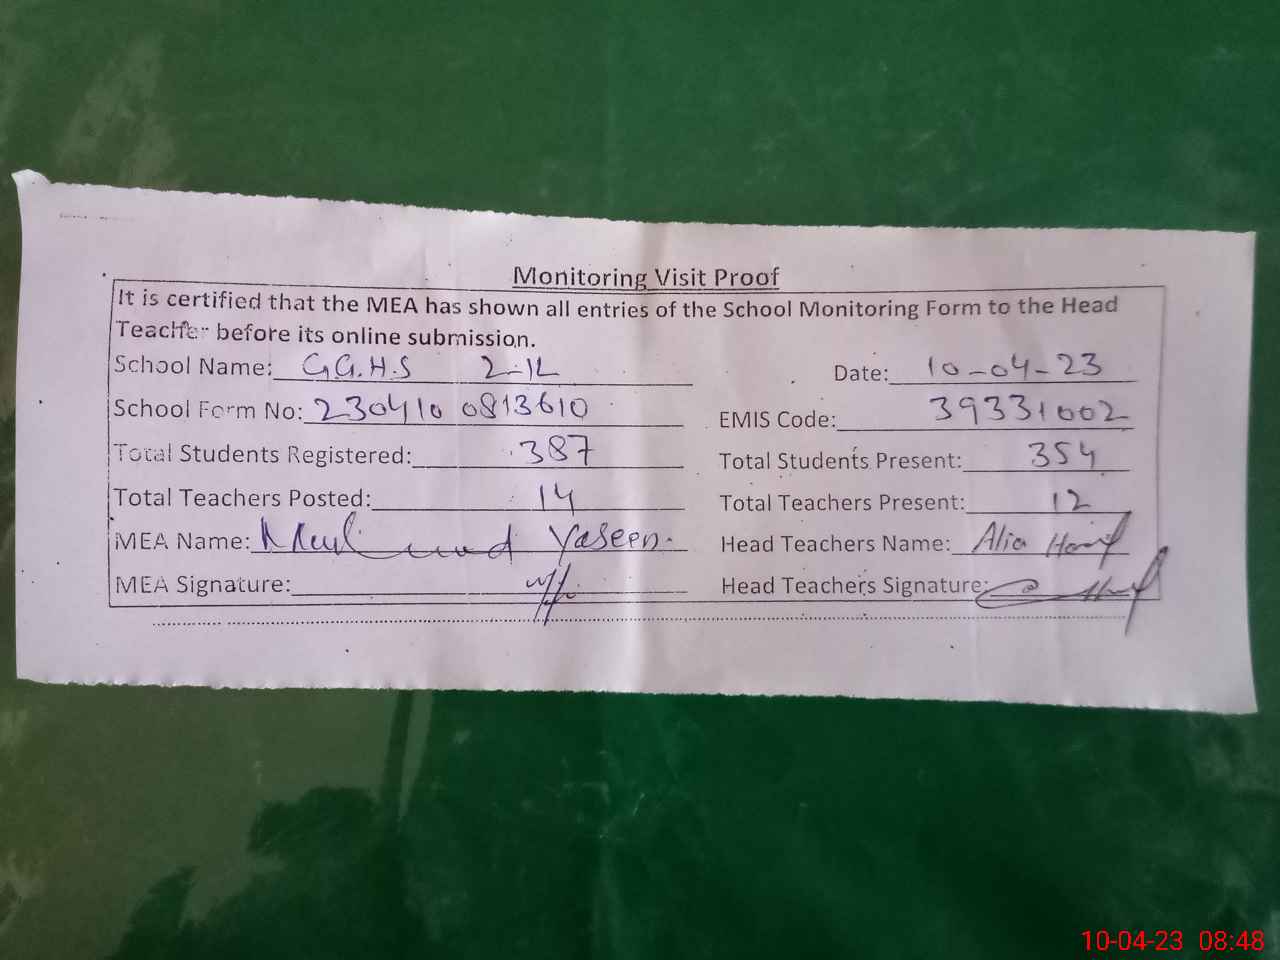 Monitoring Visit Proof
It is certified that the MEA has shown all entries of the School Monitoring Form to the Head
Teacher before its online submission.
School Name: G.G.H.S 2-1L Date: 10-04-23
School Form No: 230410 0813610 EMIS Code: 39331002
Total Students Registered: 387 Total Students Present: 354
Total Teachers Posted: 14 Total Teachers Present: 12
MEA Name: Yaseen. Head Teachers Name: Alia Hanif
MEA Signature: Head Teachers Signature:
10-04-23 08:48